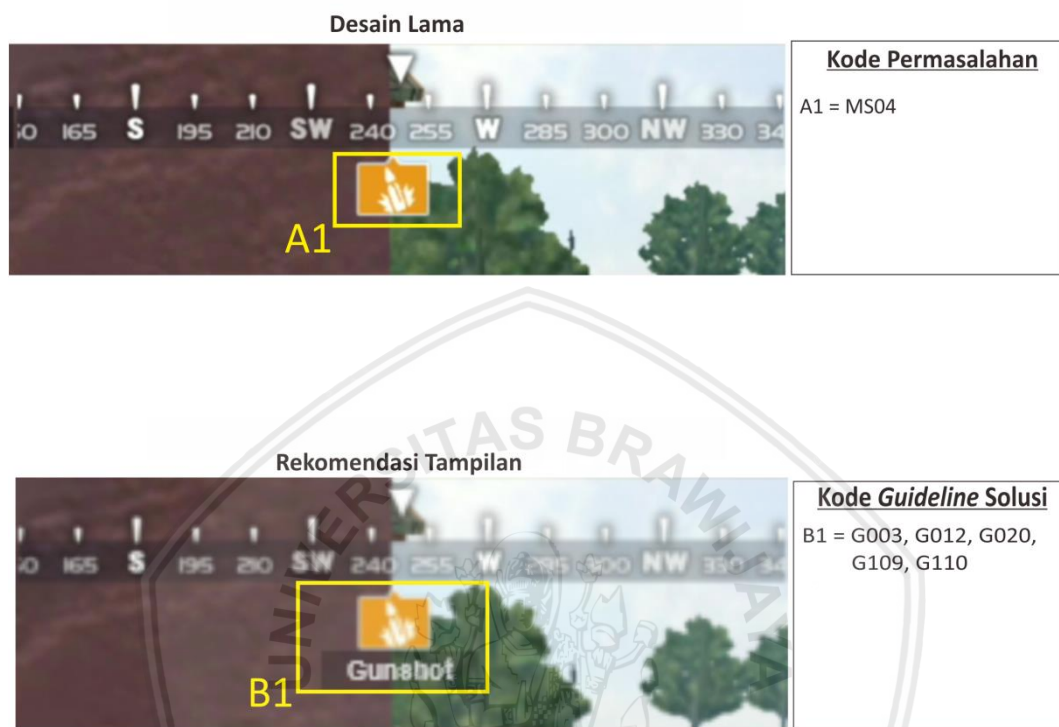 Desain Lama
Kode Permasalahan
A1 = MS04
165 S 195 210 SW 240 255 W 285 300 NW 330
A1
UNIVERSITAS BRAWIJAYA
Rekomendasi Tampilan
Kode Guideline Solusi
B1 = G003, G012, G020,
G109, G110
165 S 195 210 SW 240 255 W 285 300 NW 330
Gunshot
B1